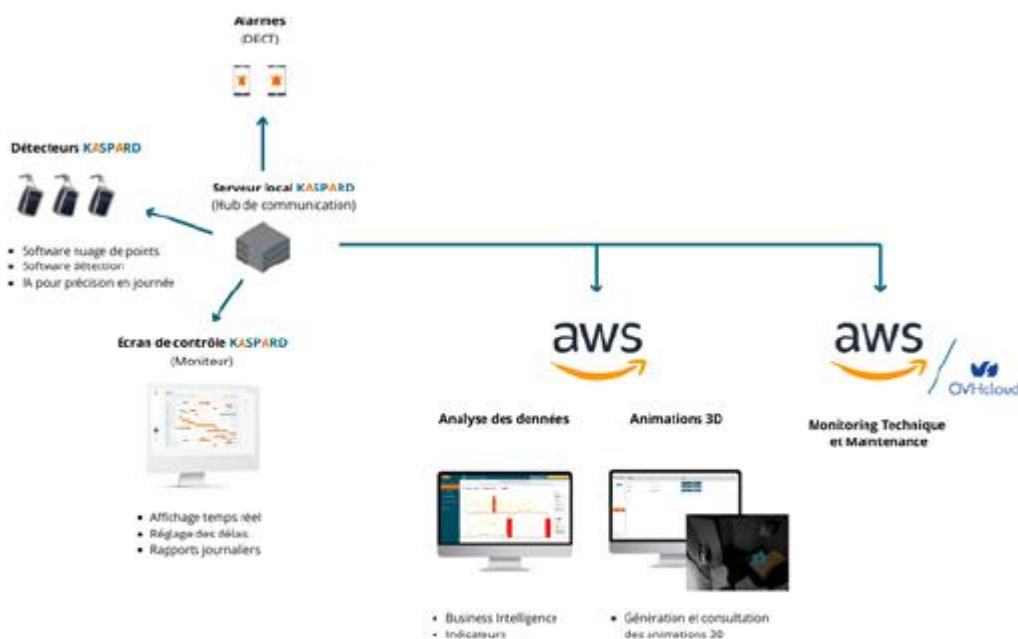 Alarmes
(DECT)
Détecteurs KASPARD
Software nuage de points
Software détection
IA pour précision en journée
Serveur local KASPARD
(Hub de communication)
Écran de contrôle KASPARD
(Moniteur)
Affichage temps réel
Réglage des délais
Rapports journaliers
aws
Analyse des données
Business Intelligence
Indicateurs
Animations 3D
Génération et consultation
des animations 3D
aws
OVHcloud
Monitoring Technique
et Maintenance